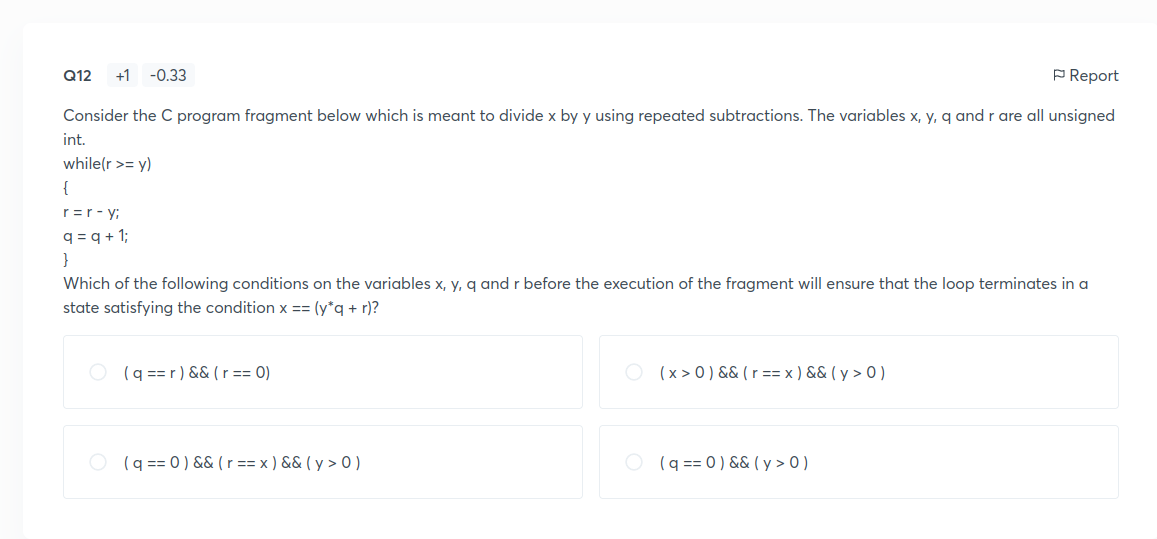 Q12 +1 -0.33 Report
Consider the C program fragment below which is meant to divide x by y using repeated subtractions. The variables x, y, q and r are all unsigned
int.
while(r >= y)
{
r = r - y;
q = q + 1;
}
Which of the following conditions on the variables x, y, q and r before the execution of the fragment will ensure that the loop terminates in a
state satisfying the condition x == (y*q + r)?
( q == r ) && ( r == 0)
( x > 0 ) && ( r == x ) && ( y > 0 )
( q == 0 ) && ( r == x ) && ( y > 0 )
( q == 0 ) && ( y > 0 )